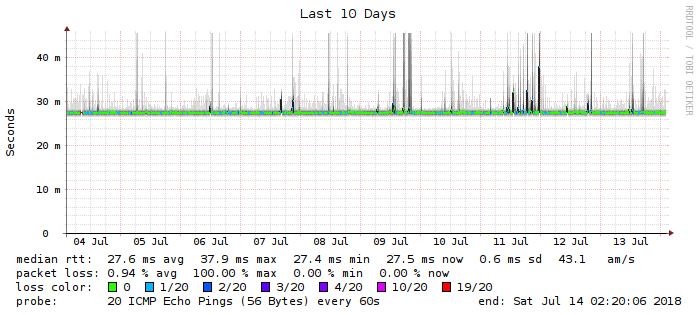 Last 10 Days
RRDTOOL / TOBI OETIKER
Seconds
40 m
30 m
20 m
10 m
0
04 Jul 05 Jul 06 Jul 07 Jul 08 Jul 09 Jul 10 Jul 11 Jul 12 Jul 13 Jul
median rtt: 27.6 ms avg 37.9 ms max 27.4 ms min 27.5 ms now 0.6 ms sd 43.1 am/s
packet loss: 0.94 % avg 100.00 % max 0.00 % min 0.00 % now
loss color: 0 1/20 2/20 3/20 4/20 10/20 19/20
probe: 20 ICMP Echo Pings (56 Bytes) every 60s end: Sat Jul 14 02:20:06 2018